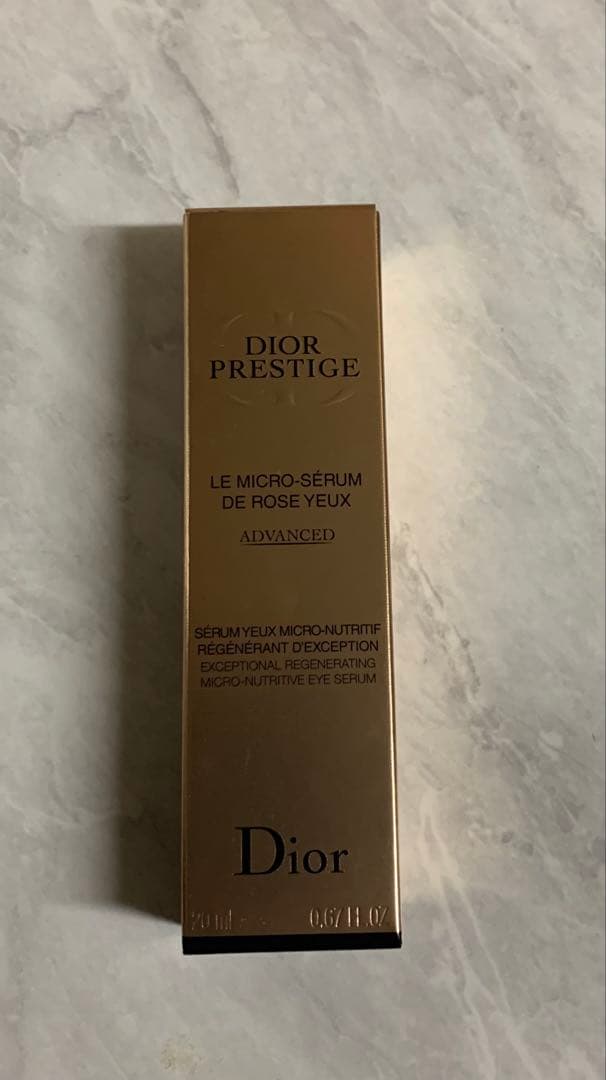 DIOR
PRESTIGE
LE MICRO-SÉRUM
DE ROSE YEUX
ADVANCED
SÉRUM YEUX MICRO-NUTRITIF
RÉGÉNÉRANT D'EXCEPTION
EXCEPTIONAL REGENERATING
MICRO-NUTRITIVE EYE SERUM
Dior
20 ml 0.67 fl.oz